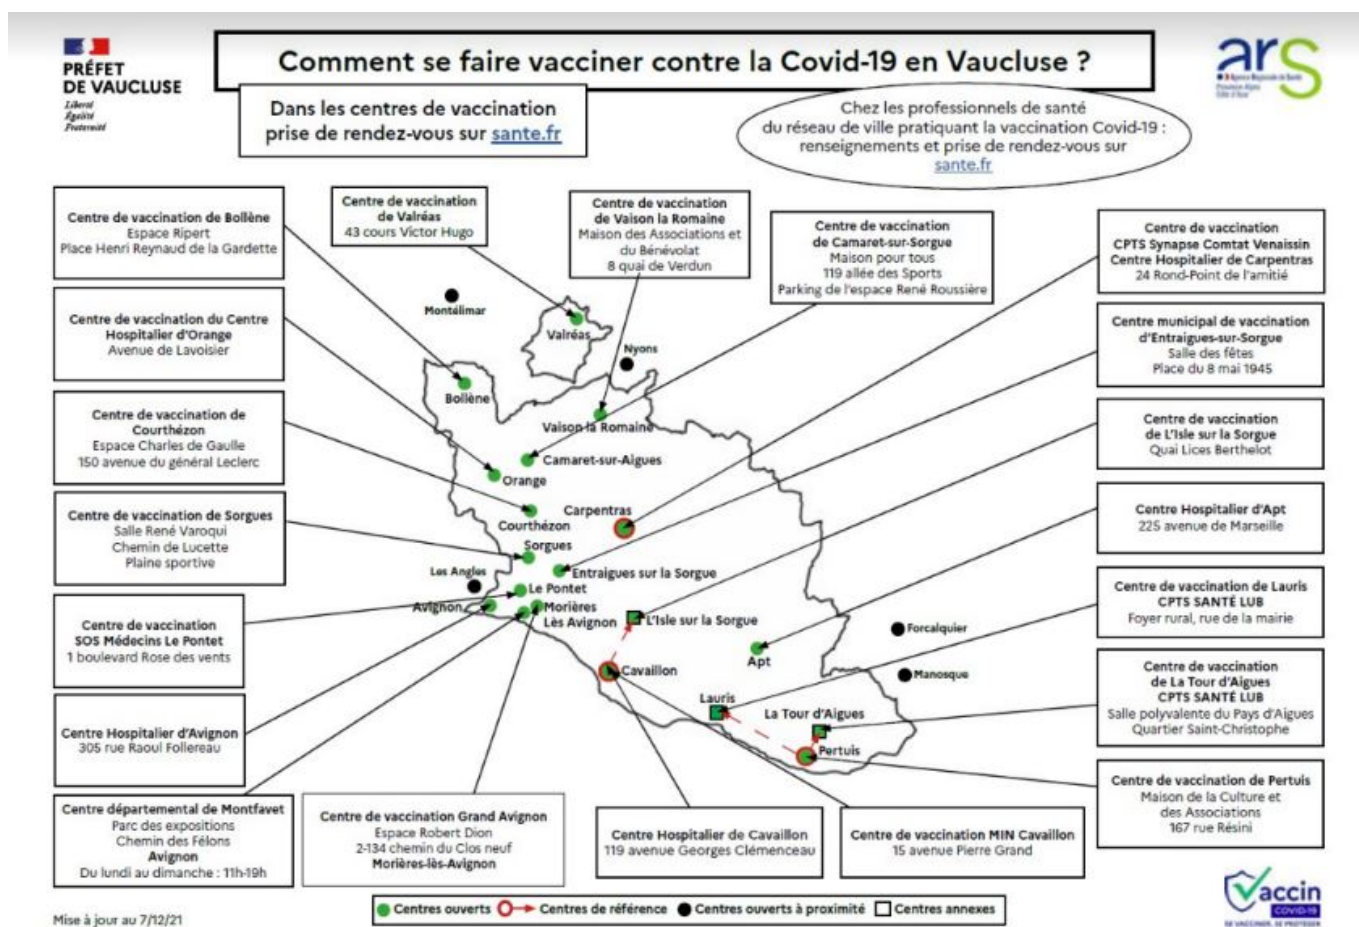 PRÉFET
DE VAUCLUSE
Liberté
Égalité
Fraternité
Comment se faire vacciner contre la Covid-19 en Vaucluse ?
ars
Agence Régionale de Santé
Provence-Alpes
Côte d'Azur
Dans les centres de vaccination
prise de rendez-vous sur sante.fr
Chez les professionnels de santé
du réseau de ville pratiquant la vaccination Covid-19 :
renseignements et prise de rendez-vous sur
sante.fr
Centre de vaccination de Bollène
Espace Ripert
Place Henri Reynaud de la Gardette
Centre de vaccination
de Valréas
43 cours Victor Hugo
Centre de vaccination
de Vaison la Romaine
Maison des Associations et
du Bénévolat
8 quai de Verdun
Centre de vaccination
de Camaret-sur-Sorgue
Maison pour tous
119 allée des Sports
Parking de l'espace René Roussière
Centre de vaccination
CPTS Synapse Comtat Venaissin
Centre Hospitalier de Carpentras
24 Rond-Point de l'amitié
Centre de vaccination du Centre
Hospitalier d'Orange
Avenue de Lavoisier
Centre municipal de vaccination
d'Entraigues-sur-Sorgue
Salle des fêtes
Place du 8 mai 1945
Centre de vaccination de
Courthézon
Espace Charles de Gaulle
150 avenue du général Leclerc
Centre de vaccination
de L'Isle sur la Sorgue
Quai Lices Berthelot
Centre de vaccination de Sorgues
Salle René Varoqui
Chemin de Lucette
Plaine sportive
Centre Hospitalier d'Apt
225 avenue de Marseille
Centre de vaccination
SOS Médecins Le Pontet
1 boulevard Rose des vents
Centre de vaccination de Lauris
CPTS SANTÉ LUB
Foyer rural, rue de la mairie
Centre Hospitalier d'Avignon
305 rue Raoul Follereau
Centre de vaccination
de La Tour d'Aigues
CPTS SANTÉ LUB
Salle polyvalente du Pays d'Aigues
Quartier Saint-Christophe
Montélimar
Valréas
Nyons
Bollène
Vaison la Romaine
Camaret-sur-Aigues
Orange
Carpentras
Courthézon
Sorgues
Entraigues sur la Sorgue
Les Angles
Le Pontet
Avignon
Morières
Lès Avignon
L'Isle sur la Sorgue
Forcalquier
Apt
Cavaillon
Manosque
Lauris
La Tour d'Aigues
Pertuis
Centre départemental de Montfavet
Parc des expositions
Chemin des Félons
Avignon
Du lundi au dimanche : 11h-19h
Centre de vaccination Grand Avignon
Espace Robert Dion
2-134 chemin du Clos neuf
Morières-lès-Avignon
Centre Hospitalier de Cavaillon
119 avenue Georges Clémenceau
Centre de vaccination MIN Cavaillon
15 avenue Pierre Grand
Centre de vaccination de Pertuis
Maison de la Culture et
des Associations
167 rue Résini
Centres ouverts
Centres de référence
Centres ouverts à proximité
Centres annexes
Mise à jour au 7/12/21
Vaccin
COVID-19
SE VACCINER, SE PROTÉGER